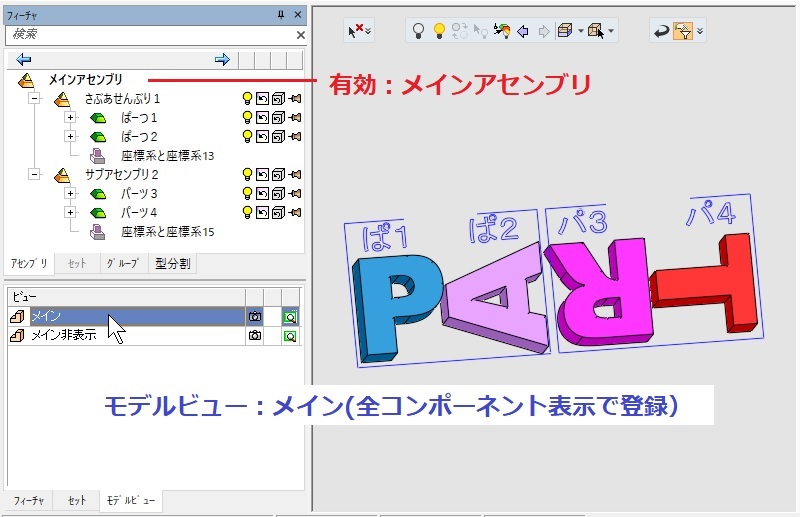 フィーチャ
検索
メインアセンブリ
さぶあせんぶり1
ぱーつ1
ぱーつ2
座標系と座標系13
サブアセンブリ2
パーツ3
パーツ4
座標系と座標系15
アセンブリ セット グループ 型分割
ビュー
メイン
メイン非表示
フィーチャ セット モデルビュー
有効：メインアセンブリ
ぱ1 ぱ2 パ3 パ4
PART
モデルビュー：メイン(全コンポーネント表示で登録）